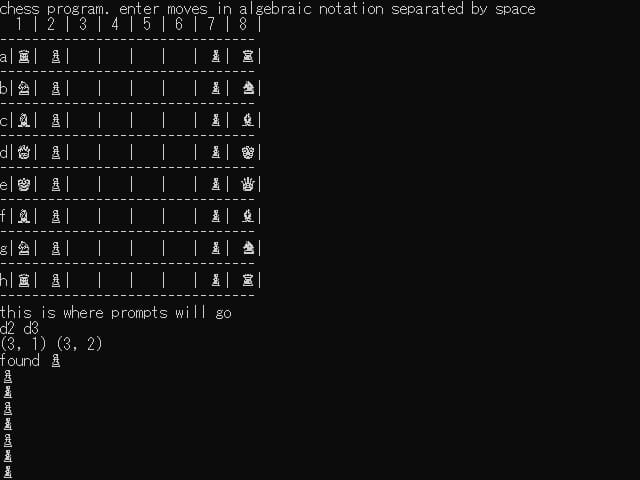 chess program. enter moves in algebraic notation separated by space
  1 | 2 | 3 | 4 | 5 | 6 | 7 | 8 |
--------------------------------
a|♖| ♙|   |   |   |   | ♟| ♜|
--------------------------------
b|♘| ♙|   |   |   |   | ♟| ♞|
--------------------------------
c|♗| ♙|   |   |   |   | ♟| ♝|
--------------------------------
d|♕| ♙|   |   |   |   | ♟| ♚|
--------------------------------
e|♔| ♙|   |   |   |   | ♟| ♛|
--------------------------------
f|♗| ♙|   |   |   |   | ♟| ♝|
--------------------------------
g|♘| ♙|   |   |   |   | ♟| ♞|
--------------------------------
h|♖| ♙|   |   |   |   | ♟| ♜|
--------------------------------
this is where prompts will go
d2 d3
(3, 1) (3, 2)
found ♙
♙
♙
♙
♙
♙
♙
♙